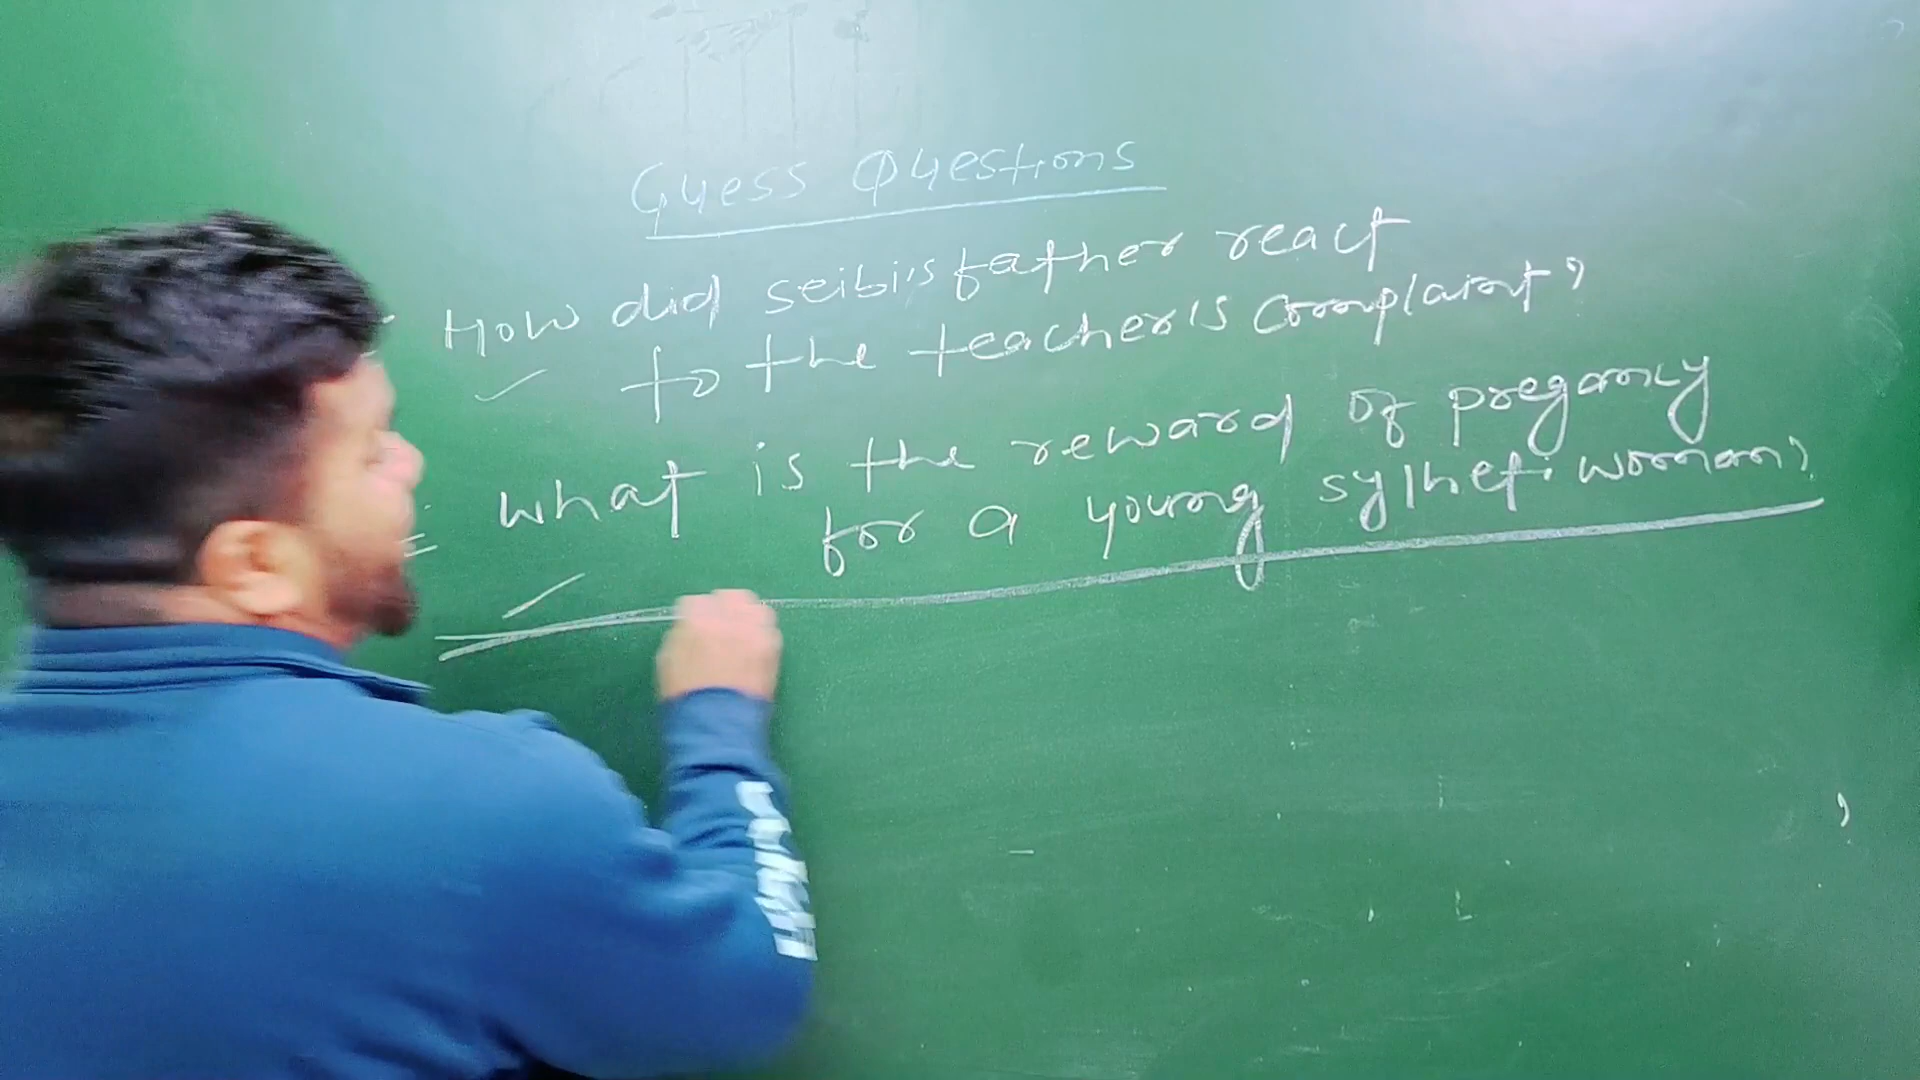 Guess Questions
How did seibi's father react
to the teacher's complaint?
what is the reward of pregancy
for a young sylheti woman?